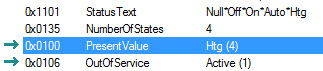 0x1101 StatusText Null*Off*On*Auto*Htg
0x0135 NumberOfStates 4
0x0100 PresentValue Htg (4)
0x0106 OutOfService Active (1)